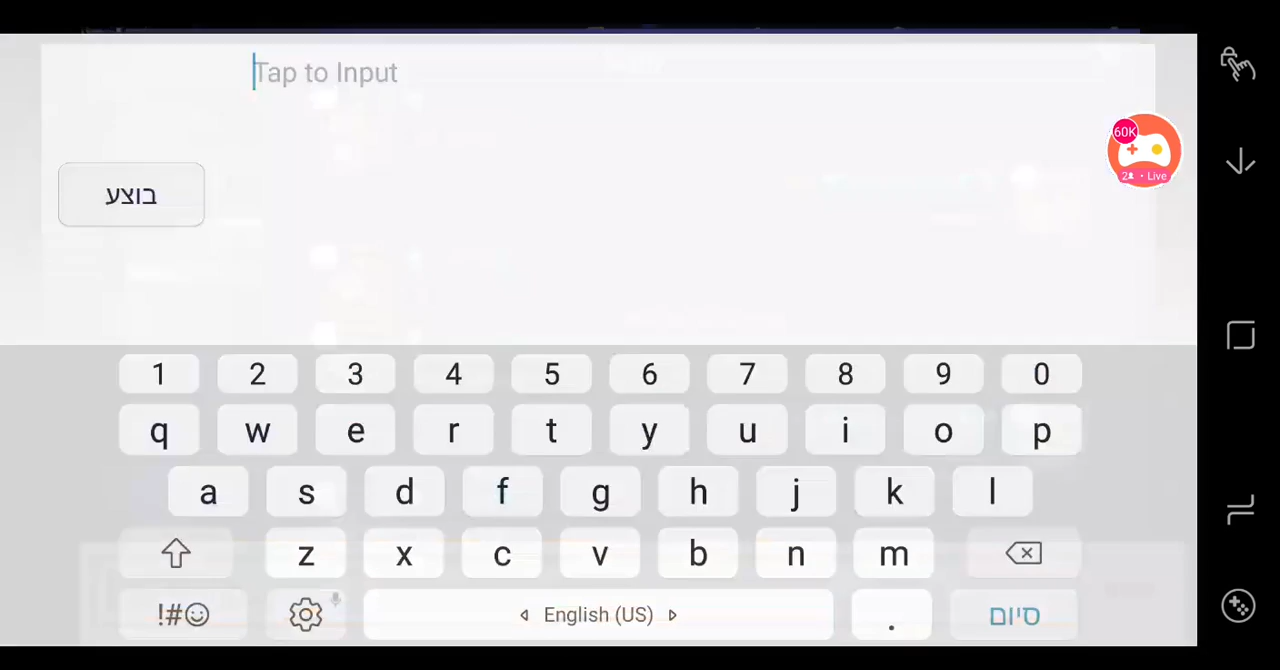 Tap to Input
60K
2 • Live
בוצע
1 2 3 4 5 6 7 8 9 0
q w e r t y u i o p
a s d f g h j k l
z x c v b n m
!#☺ English (US) . סיום